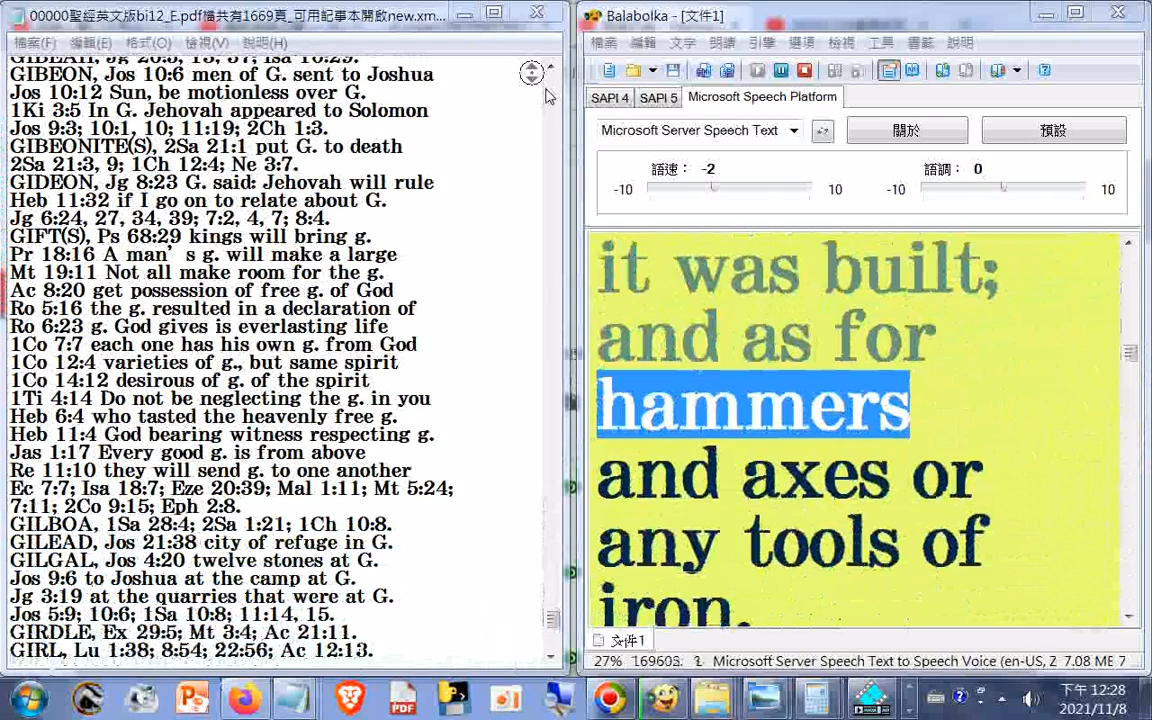 00000聖經英文版bi12_E.pdf檔共有1669頁_可用記事本開啟new.xm...
檔案(F) 編輯(E) 格式(O) 檢視(V) 說明(H)
GIBEAH, Jg 20:5, 13, 37; Isa 10:29.
GIBEON, Jos 10:6 men of G. sent to Joshua
Jos 10:12 Sun, be motionless over G.
1Ki 3:5 In G. Jehovah appeared to Solomon
Jos 9:3; 10:1, 10; 11:19; 2Ch 1:3.
GIBEONITE(S), 2Sa 21:1 put G. to death
2Sa 21:3, 9; 1Ch 12:4; Ne 3:7.
GIDEON, Jg 8:23 G. said: Jehovah will rule
Heb 11:32 if I go on to relate about G.
Jg 6:24, 27, 34, 39; 7:2, 4, 7; 8:4.
GIFT(S), Ps 68:29 kings will bring g.
Pr 18:16 A man’s g. will make a large
Mt 19:11 Not all make room for the g.
Ac 8:20 get possession of free g. of God
Ro 5:16 the g. resulted in a declaration of
Ro 6:23 g. God gives is everlasting life
1Co 7:7 each one has his own g. from God
1Co 12:4 varieties of g., but same spirit
1Co 14:12 desirous of g. of the spirit
1Ti 4:14 Do not be neglecting the g. in you
Heb 6:4 who tasted the heavenly free g.
Heb 11:4 God bearing witness respecting g.
Jas 1:17 Every good g. is from above
Re 11:10 they will send g. to one another
Ec 7:7; Isa 18:7; Eze 20:39; Mal 1:11; Mt 5:24;
7:11; 2Co 9:15; Eph 2:8.
GILBOA, 1Sa 28:4; 2Sa 1:21; 1Ch 10:8.
GILEAD, Jos 21:38 city of refuge in G.
GILGAL, Jos 4:20 twelve stones at G.
Jos 9:6 to Joshua at the camp at G.
Jg 3:19 at the quarries that were at G.
Jos 5:9; 10:6; 1Sa 10:8; 11:14, 15.
GIRDLE, Ex 29:5; Mt 3:4; Ac 21:11.
GIRL, Lu 1:38; 8:54; 22:56; Ac 12:13.
Balabolka - [文件1]
檔案 編輯 文字 朗讀 引擎 選項 檢視 工具 書籤 說明
SAPI 4 SAPI 5 Microsoft Speech Platform
Microsoft Server Speech Text 關於 預設
語速： -2 語調： 0
-10 10 -10 10
it was built;
and as for
hammers
and axes or
any tools of
iron,
文件1
27% Microsoft Server Speech Text to Speech Voice (en-US, Z 7.08 ME 7
PDF
下午 12:28
2021/11/8